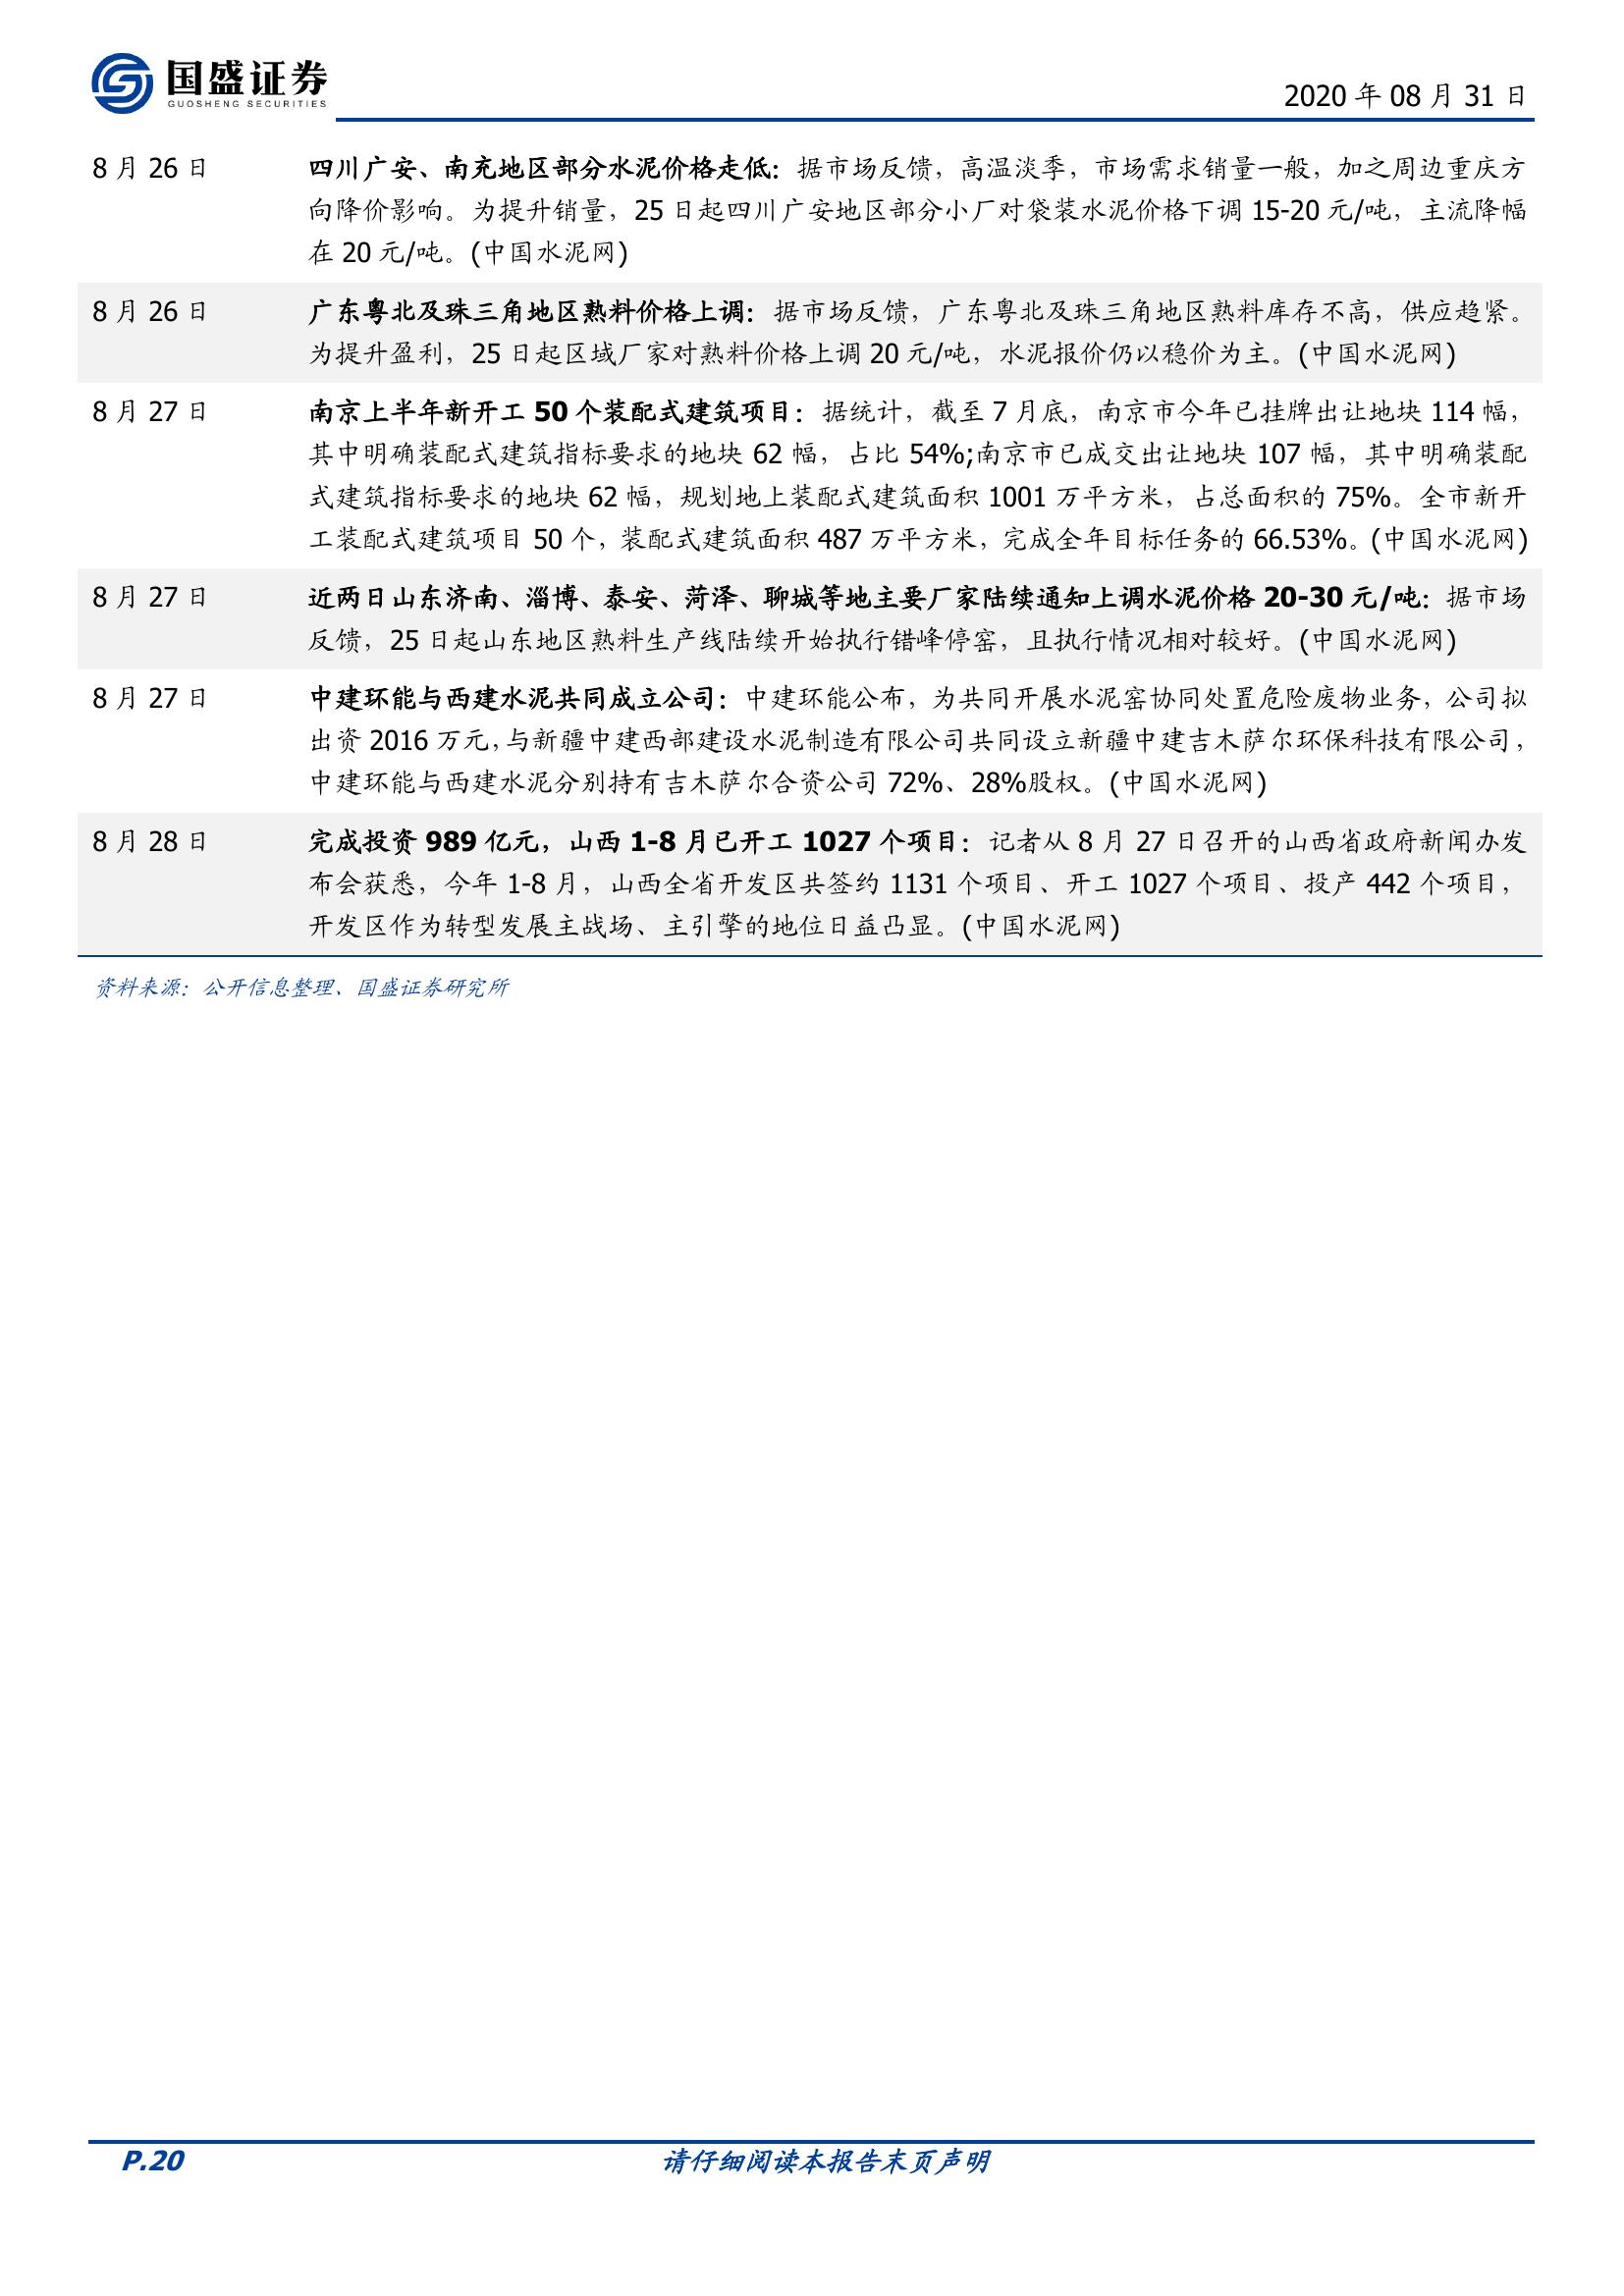 国盛证券
GUOSHENG SECURITIES
2020 年 08 月 31 日
8 月 26 日
四川广安、南充地区部分水泥价格走低：据市场反馈，高温淡季，市场需求销量一般，加之周边重庆方
向降价影响。为提升销量，25 日起四川广安地区部分小厂对袋装水泥价格下调 15-20 元/吨，主流降幅
在 20 元/吨。(中国水泥网)
8 月 26 日
广东粤北及珠三角地区熟料价格上调：据市场反馈，广东粤北及珠三角地区熟料库存不高，供应趋紧。
为提升盈利，25 日起区域厂家对熟料价格上调 20 元/吨，水泥报价仍以稳价为主。(中国水泥网)
8 月 27 日
南京上半年新开工 50 个装配式建筑项目：据统计，截至 7 月底，南京市今年已挂牌出让地块 114 幅，
其中明确装配式建筑指标要求的地块 62 幅，占比 54%;南京市已成交出让地块 107 幅，其中明确装配
式建筑指标要求的地块 62 幅，规划地上装配式建筑面积 1001 万平方米，占总面积的 75%。全市新开
工装配式建筑项目 50 个，装配式建筑面积 487 万平方米，完成全年目标任务的 66.53%。(中国水泥网)
8 月 27 日
近两日山东济南、淄博、泰安、菏泽、聊城等地主要厂家陆续通知上调水泥价格 20-30 元/吨：据市场
反馈，25 日起山东地区熟料生产线陆续开始执行错峰停窑，且执行情况相对较好。(中国水泥网)
8 月 27 日
中建环能与西建水泥共同成立公司：中建环能公布，为共同开展水泥窑协同处置危险废物业务，公司拟
出资 2016 万元，与新疆中建西部建设水泥制造有限公司共同设立新疆中建吉木萨尔环保科技有限公司，
中建环能与西建水泥分别持有吉木萨尔合资公司 72%、28%股权。(中国水泥网)
8 月 28 日
完成投资 989 亿元，山西 1-8 月已开工 1027 个项目：记者从 8 月 27 日召开的山西省政府新闻办发
布会获悉，今年 1-8 月，山西全省开发区共签约 1131 个项目、开工 1027 个项目、投产 442 个项目，
开发区作为转型发展主战场、主引擎的地位日益凸显。(中国水泥网)
资料来源：公开信息整理、国盛证券研究所
P.20
请仔细阅读本报告末页声明